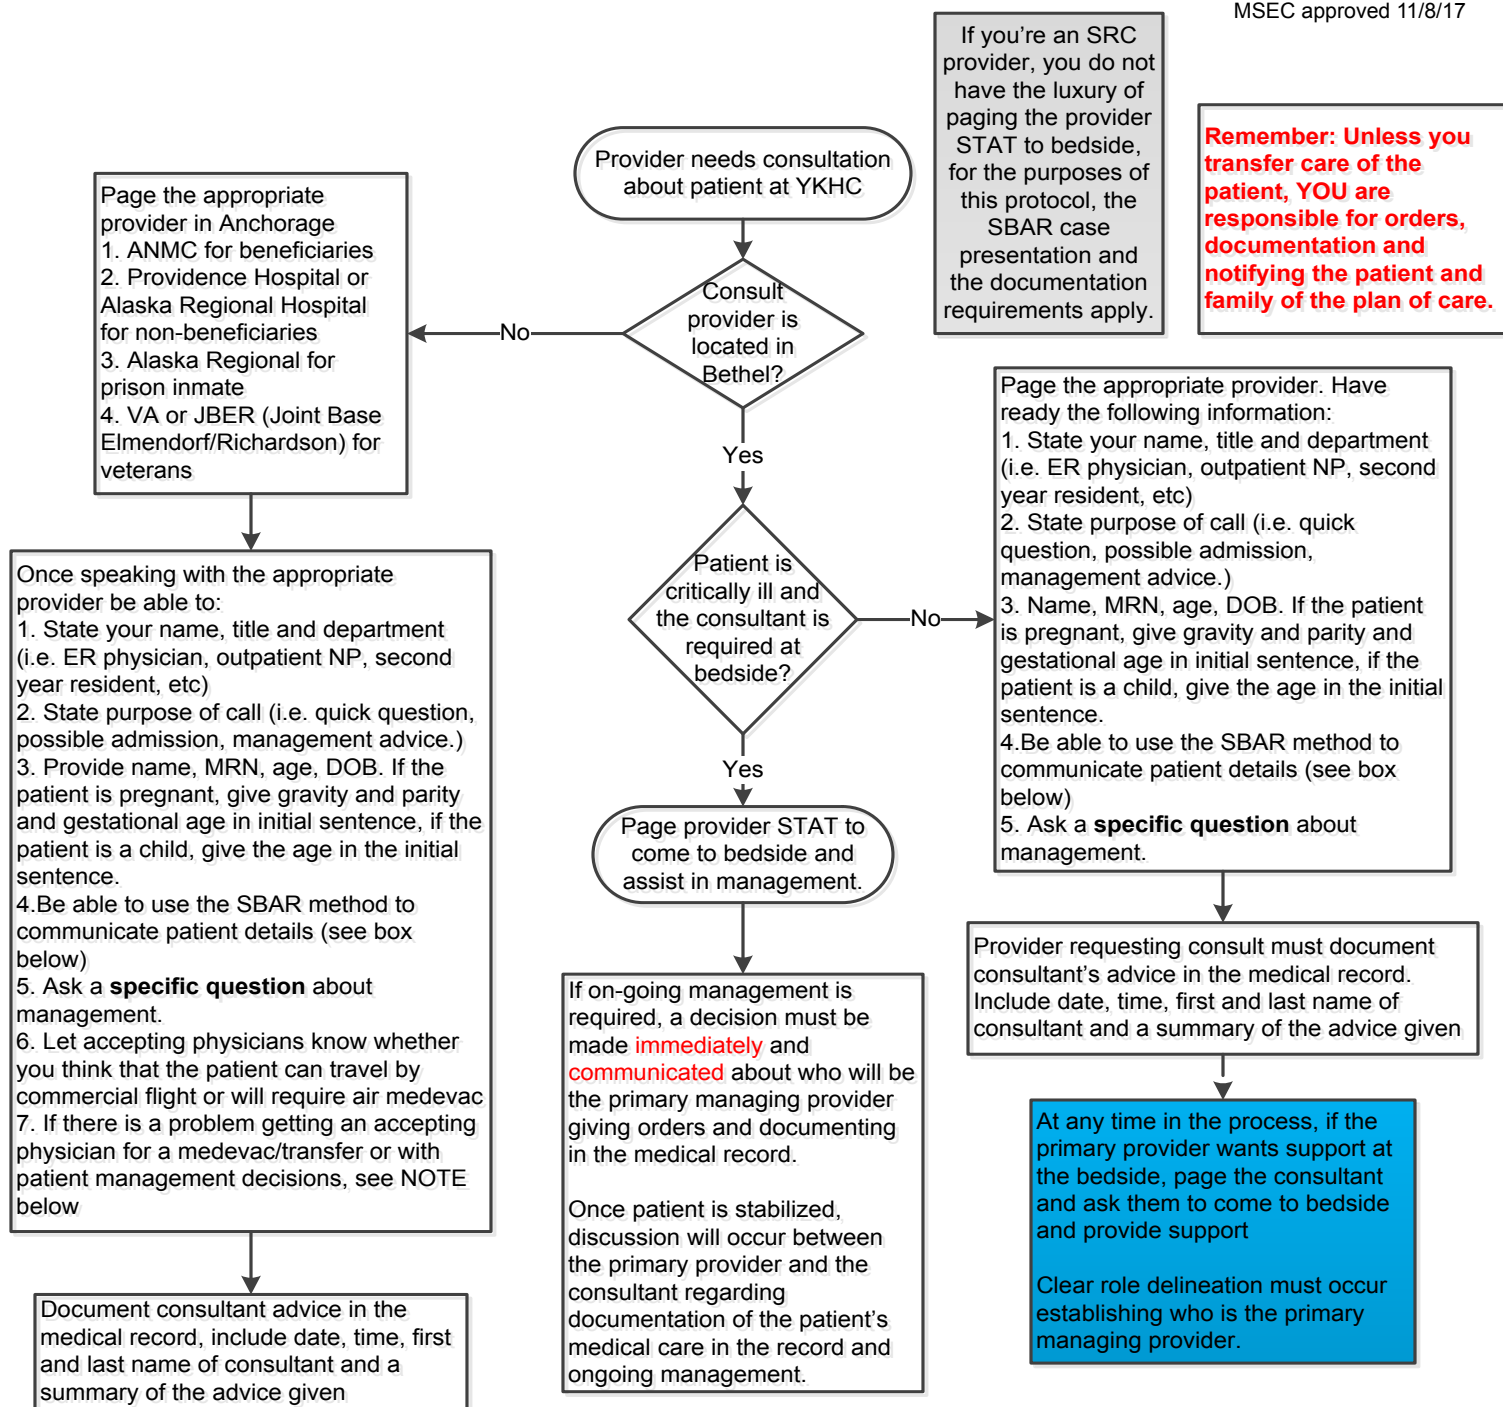 MSEC approved 11/8/17
If you're an SRC
provider, you do not
have the luxury of
paging the provider
STAT to bedside,
for the purposes of
this protocol, the
SBAR case
presentation and
the documentation
requirements apply.
Remember: Unless you
transfer care of the
patient, YOU are
responsible for orders,
documentation and
notifying the patient and
family of the plan of care.
Provider needs consultation
about patient at YKHC
Consult
provider is
located in
Bethel?
No
Page the appropriate
provider in Anchorage
1. ANMC for beneficiaries
2. Providence Hospital or
Alaska Regional Hospital
for non-beneficiaries
3. Alaska Regional for
prison inmate
4. VA or JBER (Joint Base
Elmendorf/Richardson) for
veterans
Once speaking with the appropriate
provider be able to:
1. State your name, title and department
(i.e. ER physician, outpatient NP, second
year resident, etc)
2. State purpose of call (i.e. quick question,
possible admission, management advice.)
3. Provide name, MRN, age, DOB. If the
patient is pregnant, give gravity and parity
and gestational age in initial sentence, if the
patient is a child, give the age in the initial
sentence.
4.Be able to use the SBAR method to
communicate patient details (see box
below)
5. Ask a specific question about
management.
6. Let accepting physicians know whether
you think that the patient can travel by
commercial flight or will require air medevac
7. If there is a problem getting an accepting
physician for a medevac/transfer or with
patient management decisions, see NOTE
below
Document consultant advice in the
medical record, include date, time, first
and last name of consultant and a
summary of the advice given
Yes
Patient is
critically ill and
the consultant is
required at
bedside?
Yes
Page provider STAT to
come to bedside and
assist in management.
If on-going management is
required, a decision must be
made immediately and
communicated about who will be
the primary managing provider
giving orders and documenting
in the medical record.
Once patient is stabilized,
discussion will occur between
the primary provider and the
consultant regarding
documentation of the patient's
medical care in the record and
ongoing management.
No
Page the appropriate provider. Have
ready the following information:
1. State your name, title and department
(i.e. ER physician, outpatient NP, second
year resident, etc)
2. State purpose of call (i.e. quick
question, possible admission,
management advice.)
3. Name, MRN, age, DOB. If the patient
is pregnant, give gravity and parity and
gestational age in initial sentence, if the
patient is a child, give the age in the initial
sentence.
4.Be able to use the SBAR method to
communicate patient details (see box
below)
5. Ask a specific question about
management.
Provider requesting consult must document
consultant's advice in the medical record.
Include date, time, first and last name of
consultant and a summary of the advice given
At any time in the process, if the
primary provider wants support at
the bedside, page the consultant
and ask them to come to bedside
and provide support
Clear role delineation must occur
establishing who is the primary
managing provider.